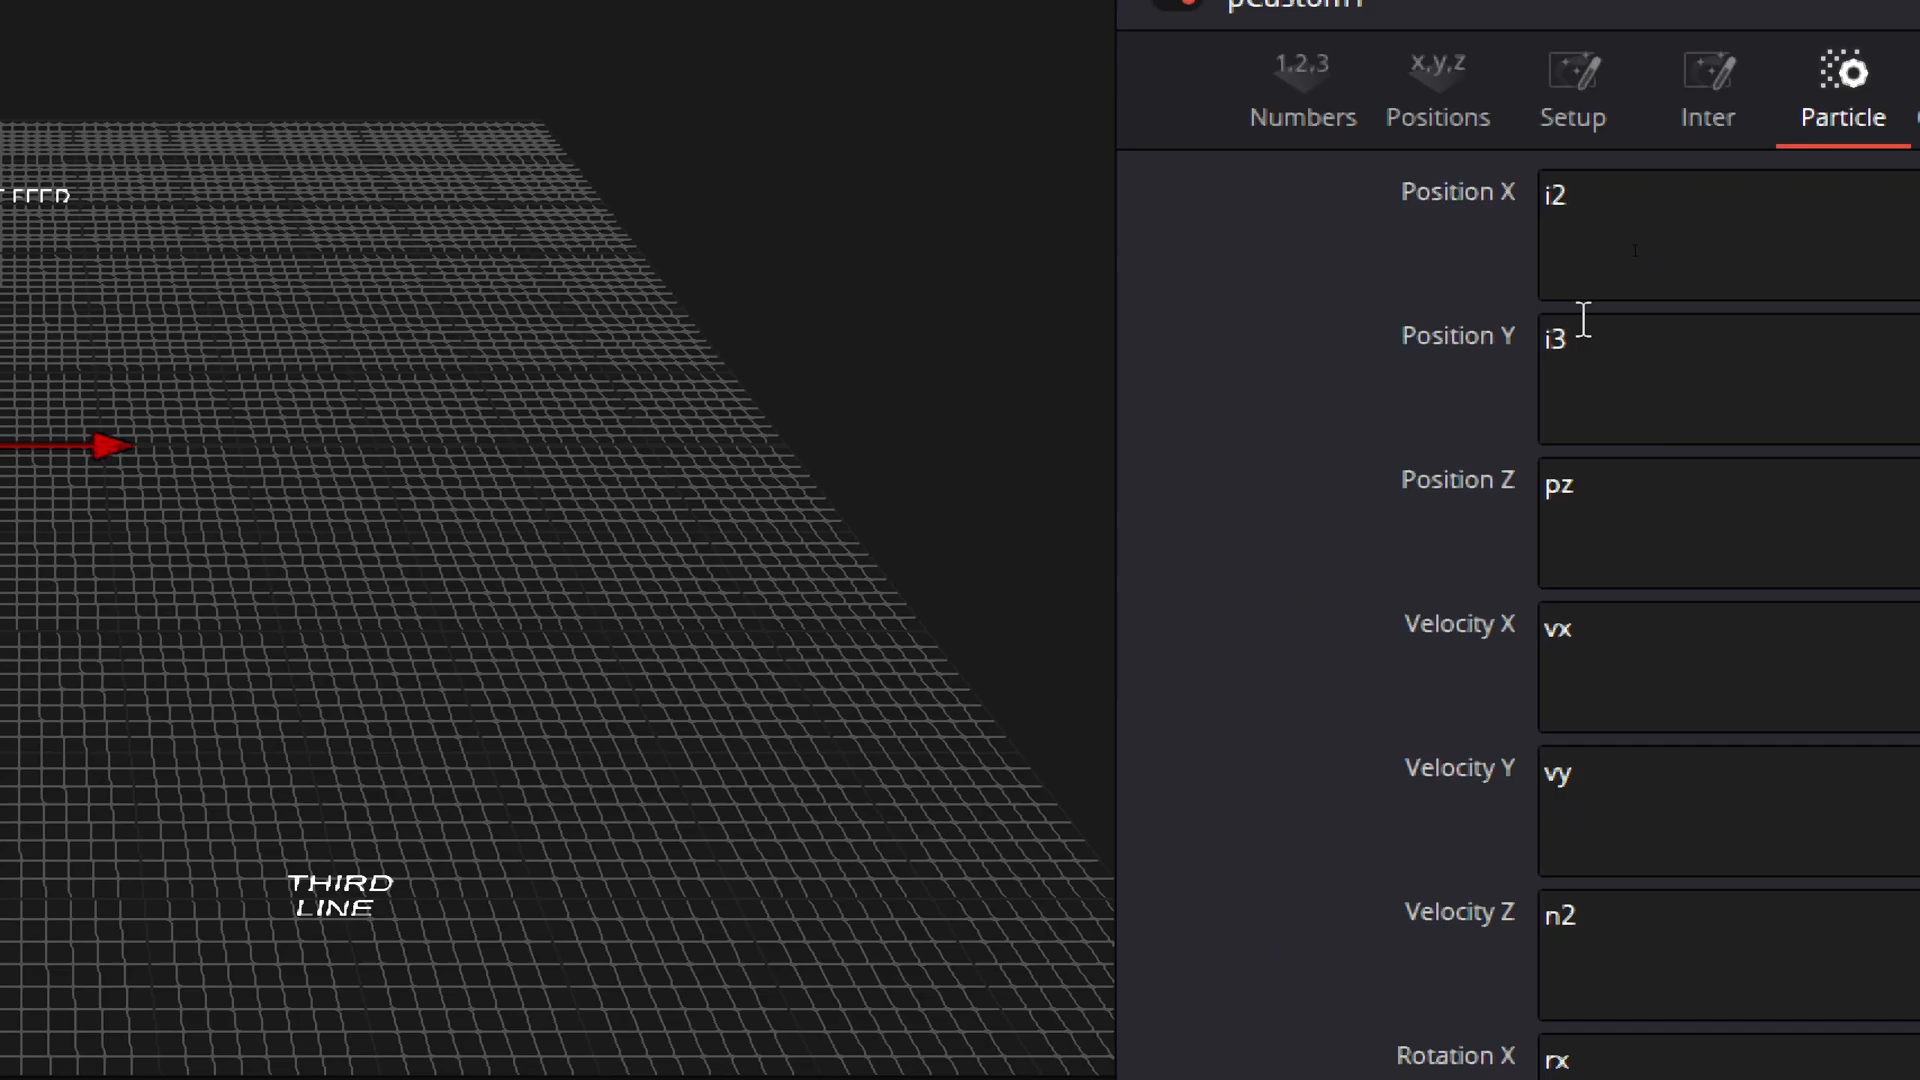 pCustom1
1,2,3
x,y,z
Numbers
Positions
Setup
Inter
Particle
Position X
i2
Position Y
i3
Position Z
pz
Velocity X
vx
Velocity Y
vy
Velocity Z
n2
Rotation X
rx
THIRD
LINE